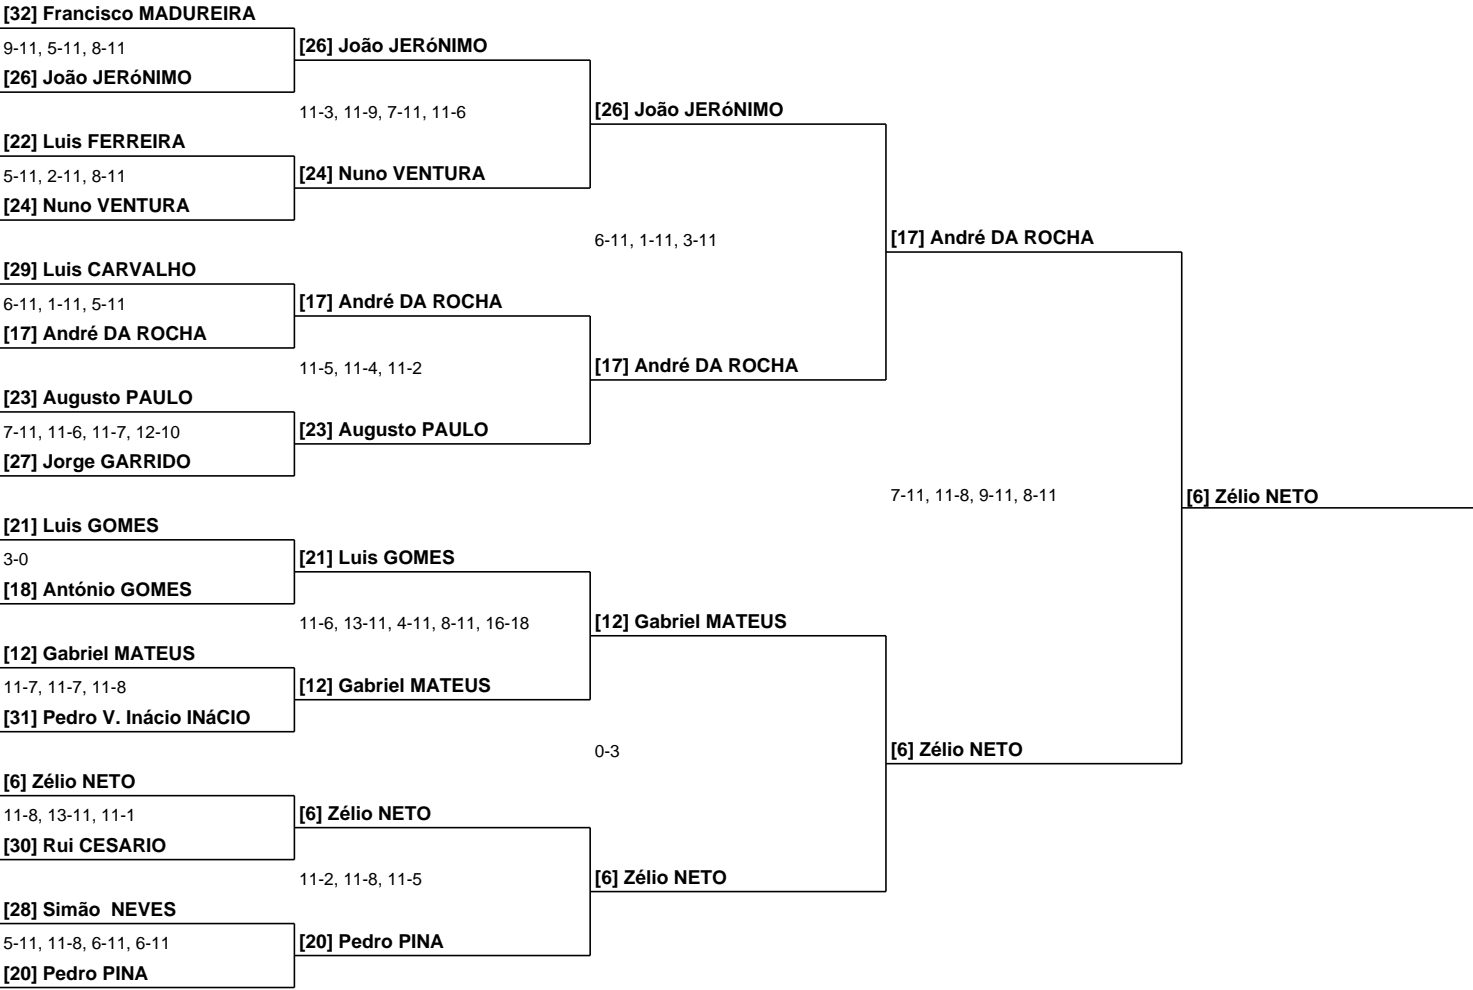 [32] Francisco MADUREIRA
9-11, 5-11, 8-11
[26] João JERóNIMO
[26] João JERóNIMO
11-3, 11-9, 7-11, 11-6
[26] João JERóNIMO
[22] Luis FERREIRA
5-11, 2-11, 8-11
[24] Nuno VENTURA
[24] Nuno VENTURA
6-11, 1-11, 3-11
[17] André DA ROCHA
[29] Luis CARVALHO
6-11, 1-11, 5-11
[17] André DA ROCHA
[17] André DA ROCHA
11-5, 11-4, 11-2
[17] André DA ROCHA
[23] Augusto PAULO
7-11, 11-6, 11-7, 12-10
[23] Augusto PAULO
[27] Jorge GARRIDO
7-11, 11-8, 9-11, 8-11
[6] Zélio NETO
[21] Luis GOMES
3-0
[21] Luis GOMES
[18] António GOMES
11-6, 13-11, 4-11, 8-11, 16-18
[12] Gabriel MATEUS
[12] Gabriel MATEUS
11-7, 11-7, 11-8
[12] Gabriel MATEUS
[31] Pedro V. Inácio INáCIO
0-3
[6] Zélio NETO
[6] Zélio NETO
11-8, 13-11, 11-1
[6] Zélio NETO
[30] Rui CESARIO
11-2, 11-8, 11-5
[6] Zélio NETO
[28] Simão  NEVES
5-11, 11-8, 6-11, 6-11
[20] Pedro PINA
[20] Pedro PINA